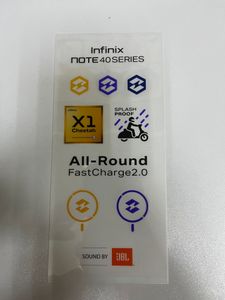 Infinix
NOTE 40 SERIES
X1
Cheetah
SPLASH
PROOF
All-Round
FastCharge2.0
SOUND BY JBL